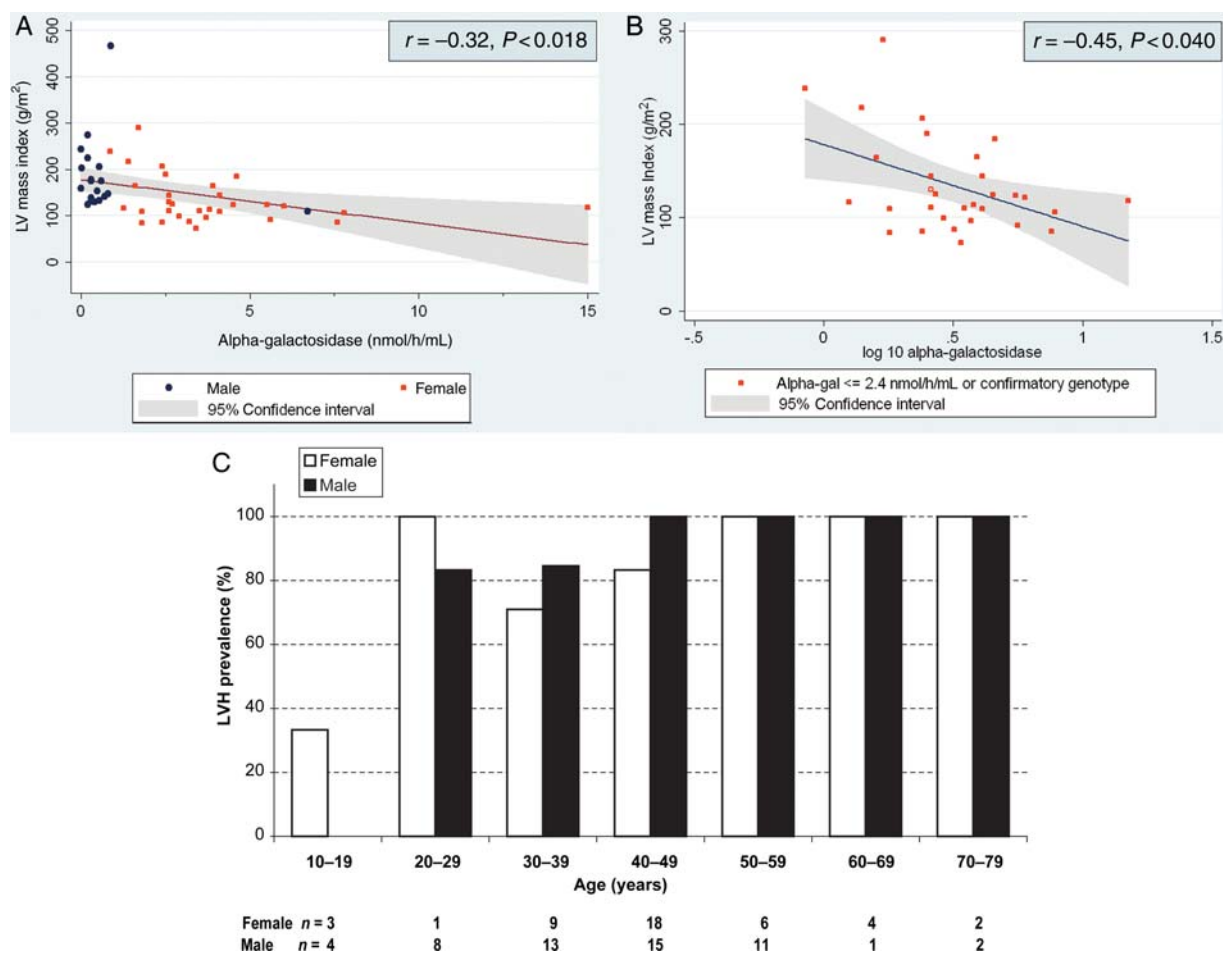 A
r = –0.32, P<0.018
LV mass index (g/m²)
500
400
300
200
100
0
0
5
10
15
Alpha-galactosidase (nmol/h/mL)
Male
Female
95% Confidence interval
B
r = –0.45, P<0.040
LV mass Index (g/m²)
300
200
100
0
-.5
0
.5
1
1.5
log 10 alpha-galactosidase
Alpha-gal <= 2.4 nmol/h/mL or confirmatory genotype
95% Confidence interval
C
Female
Male
LVH prevalence (%)
100
80
60
40
20
0
10–19 20–29 30–39 40–49 50–59 60–69 70–79
Age (years)
Female n = 3 1 9 18 6 4 2
Male n = 4 8 13 15 11 1 2